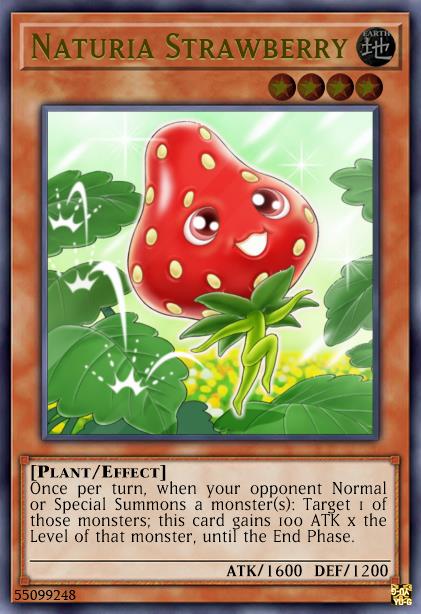 Naturia Strawberry
EARTH
地
[Plant/Effect]
Once per turn, when your opponent Normal
or Special Summons a monster(s): Target 1 of
those monsters; this card gains 100 ATK x the
Level of that monster, until the End Phase.
ATK/1600 DEF/1200
55099248